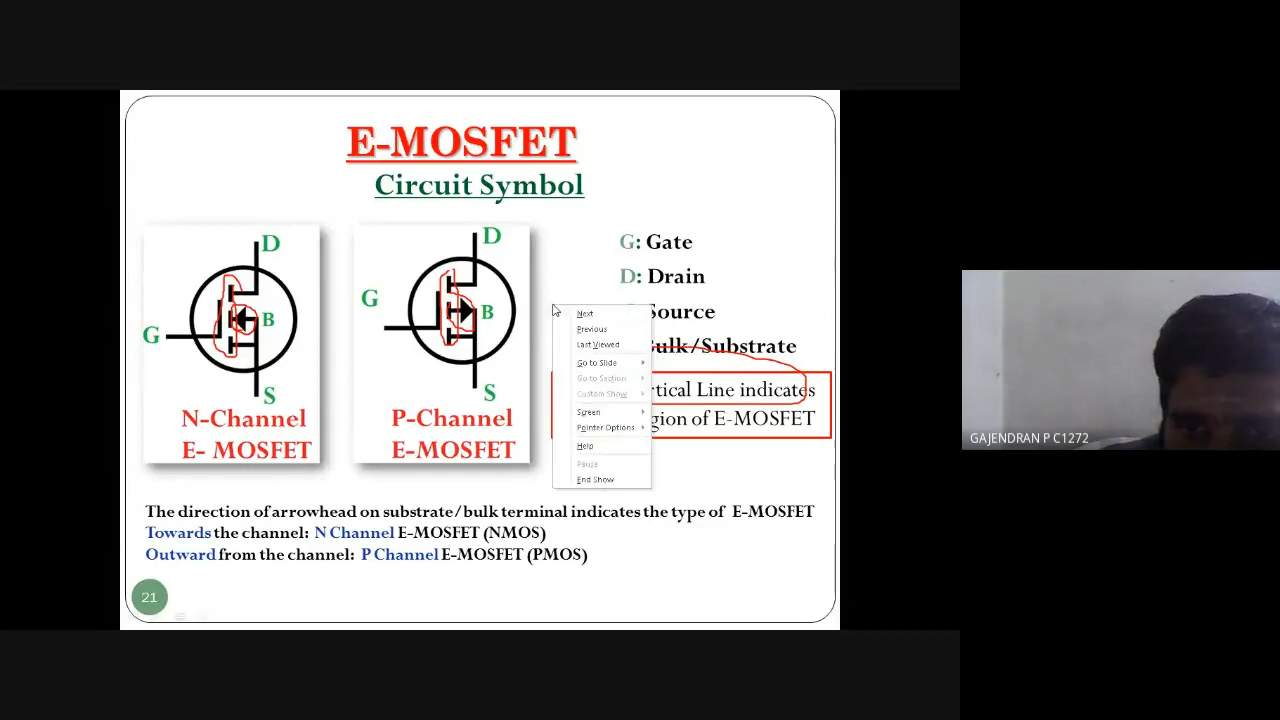 E-MOSFET
Circuit Symbol
D
G
B
S
N-Channel
E- MOSFET
D
G
B
S
P-Channel
E-MOSFET
G: Gate
D: Drain
Source
Bulk/Substrate
Line indicates
of E-MOSFET
Next
Previous
Last Viewed
Go to Slide
Go to Section
Custom Show
Screen
Pointer Options
Help
Pause
End Show
The direction of arrowhead on substrate/bulk terminal indicates the type of E-MOSFET
Towards the channel: N Channel E-MOSFET (NMOS)
Outward from the channel: P Channel E-MOSFET (PMOS)
21
GAJENDRAN P C1272